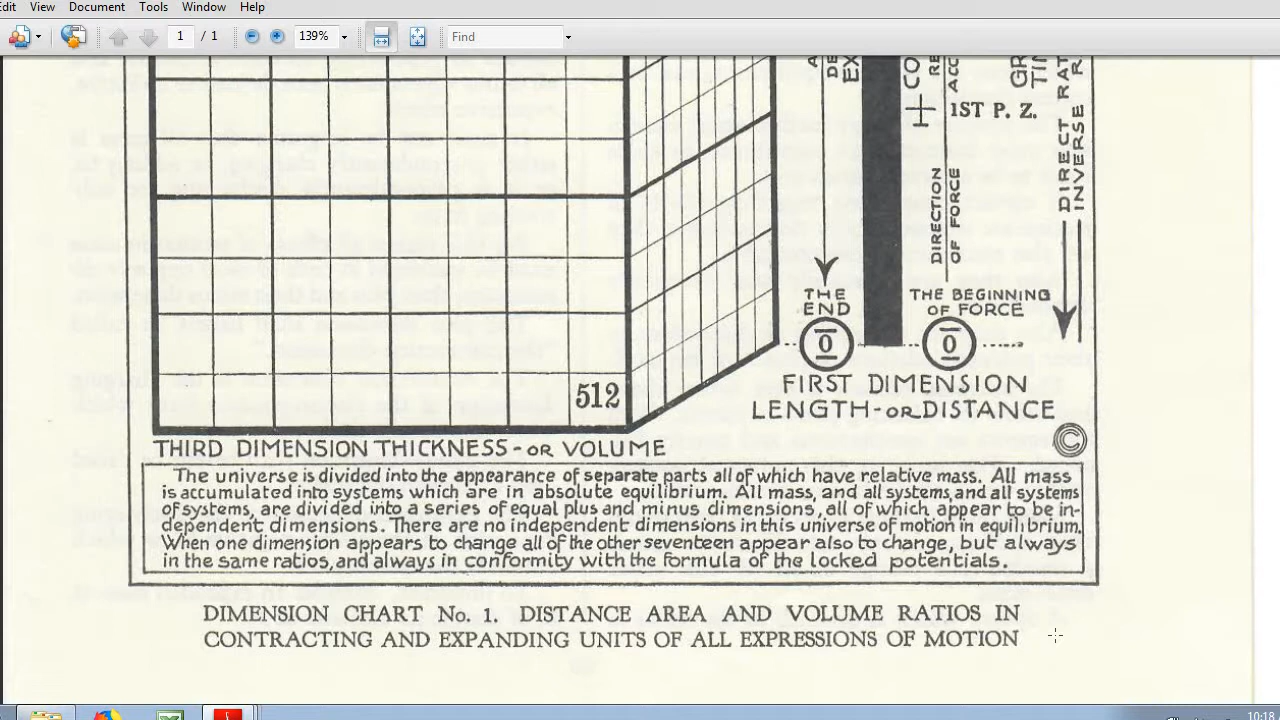 Edit View Document Tools Window Help
1 / 1 139% Find
1ST P. Z.
DIRECTION
OF FORCE
DIRECT RAT
INVERSE R
THE
END
THE BEGINNING
OF FORCE
0 0
FIRST DIMENSION
LENGTH-OR DISTANCE
512
©
THIRD DIMENSION THICKNESS-OR VOLUME
The universe is divided into the appearance of separate parts all of which have relative mass. All mass
is accumulated into systems which are in absolute equilibrium. All mass, and all systems, and all systems
of systems, are divided into a series of equal plus and minus dimensions, all of which appear to be in-
dependent dimensions. There are no independent dimensions in this universe of motion in equilibrium.
When one dimension appears to change all of the other seventeen appear also to change, but always
in the same ratios, and always in conformity with the formula of the locked potentials.
DIMENSION CHART No. 1. DISTANCE AREA AND VOLUME RATIOS IN
CONTRACTING AND EXPANDING UNITS OF ALL EXPRESSIONS OF MOTION
10:18